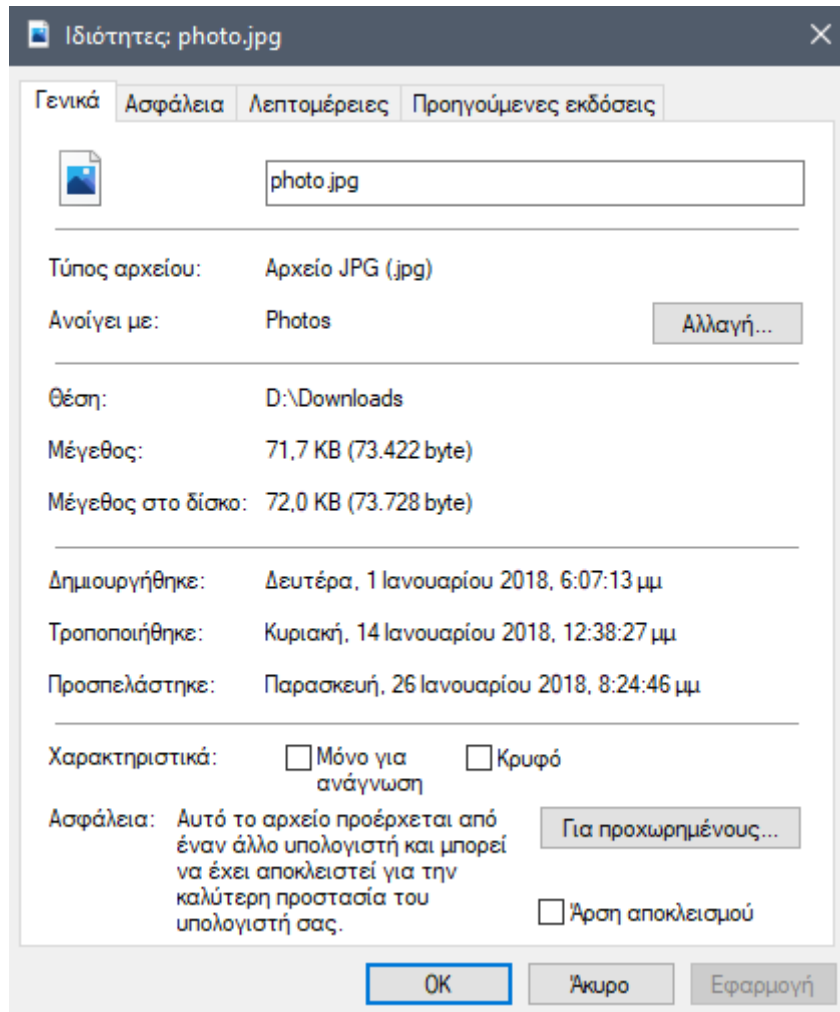 Ιδιότητες: photo.jpg
Γενικά Ασφάλεια Λεπτομέρειες Προηγούμενες εκδόσεις
photo.jpg
Τύπος αρχείου: Αρχείο JPG (.jpg)
Ανοίγει με: Photos Αλλαγή...
Θέση: D:\Downloads
Μέγεθος: 71,7 KB (73.422 byte)
Μέγεθος στο δίσκο: 72,0 KB (73.728 byte)
Δημιουργήθηκε: Δευτέρα, 1 Ιανουαρίου 2018, 6:07:13 μμ
Τροποποιήθηκε: Κυριακή, 14 Ιανουαρίου 2018, 12:38:27 μμ
Προσπελάστηκε: Παρασκευή, 26 Ιανουαρίου 2018, 8:24:46 μμ
Χαρακτηριστικά: Μόνο για Κρυφό
ανάγνωση
Ασφάλεια: Αυτό το αρχείο προέρχεται από Για προχωρημένους...
έναν άλλο υπολογιστή και μπορεί
να έχει αποκλειστεί για την
καλύτερη προστασία του
υπολογιστή σας. Άρση αποκλεισμού
OK Άκυρο Εφαρμογή